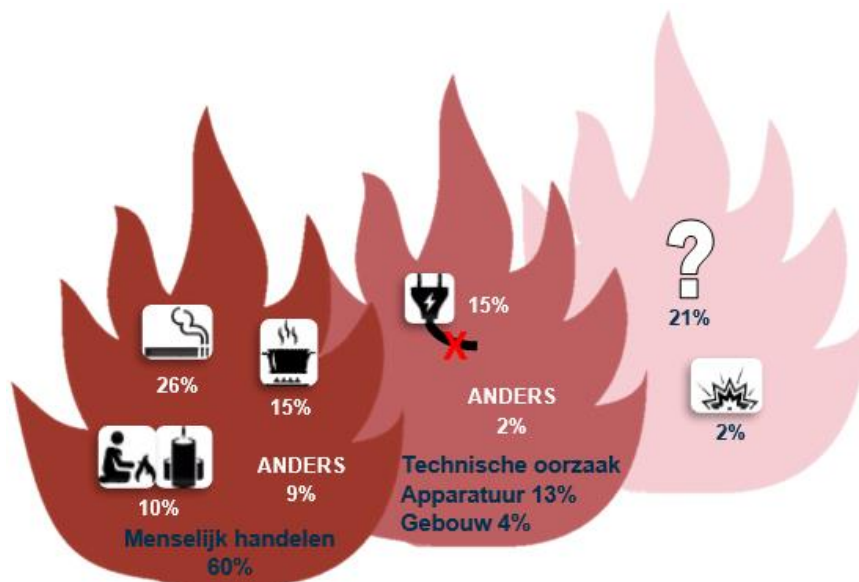 26%
15%
10%
ANDERS
9%
Menselijk handelen
60%
15%
ANDERS
2%
Technische oorzaak
Apparatuur 13%
Gebouw 4%
?
21%
2%